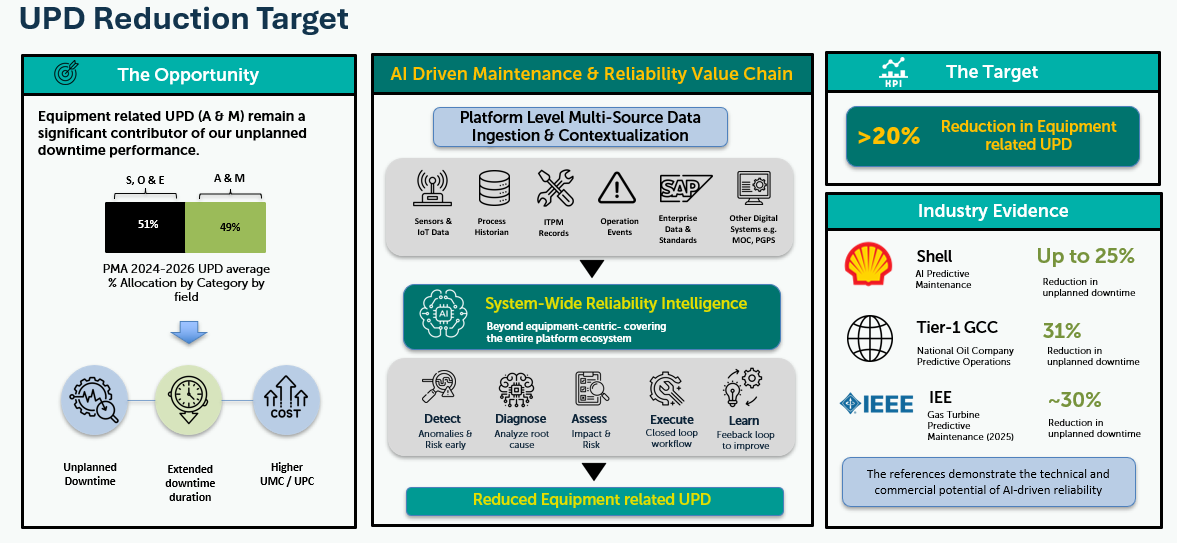 UPD Reduction Target
The Opportunity
Equipment related UPD (A & M) remain a
significant contributor of our unplanned
downtime performance.
S, O & E
A & M
51%
49%
PMA 2024-2026 UPD average
% Allocation by Category by
field
COST
Unplanned
Downtime
Extended
downtime
duration
Higher
UMC / UPC
AI Driven Maintenance & Reliability Value Chain
Platform Level Multi-Source Data
Ingestion & Contextualization
SAP
Sensors &
IoT Data
Process
Historian
ITPM
Records
Operation
Events
Enterprise
Data &
Standards
Other Digital
Systems e.g.
MOC, PGPS
AI
System-Wide Reliability Intelligence
Beyond equipment-centric- covering
the entire platform ecosystem
Detect
Anomalies &
Risk early
Diagnose
Analyze root
cause
Assess
Impact &
Risk
Execute
Closed loop
workflow
Learn
Feeback loop
to improve
Reduced Equipment related UPD
KPI
The Target
>20%
Reduction in Equipment
related UPD
Industry Evidence
Shell
AI Predictive
Maintenance
Up to 25%
Reduction in
unplanned downtime
Tier-1 GCC
National Oil Company
Predictive Operations
31%
Reduction in
unplanned downtime
IEEE
IEE
Gas Turbine
Predictive
Maintenance (2025)
~30%
Reduction in
unplanned downtime
The references demonstrate the technical and
commercial potential of AI-driven reliability